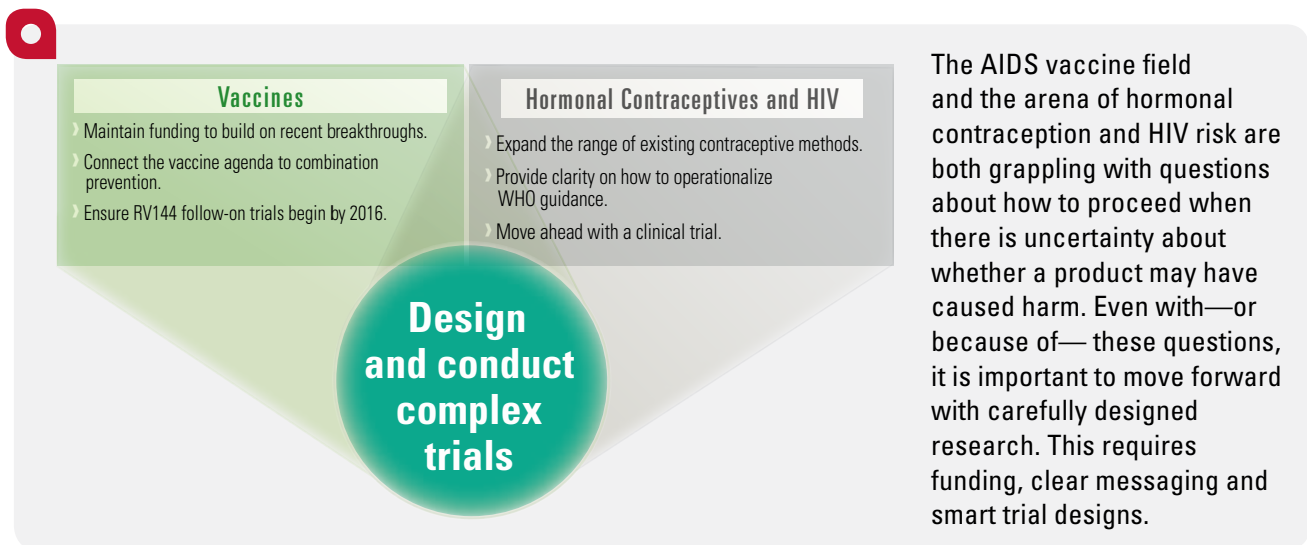 Vaccines
Maintain funding to build on recent breakthroughs.
Connect the vaccine agenda to combination
prevention.
Ensure RV144 follow-on trials begin by 2016.
Hormonal Contraceptives and HIV
Expand the range of existing contraceptive methods.
Provide clarity on how to operationalize
WHO guidance.
Move ahead with a clinical trial.
Design
and conduct
complex
trials
The AIDS vaccine field
and the arena of hormonal
contraception and HIV risk are
both grappling with questions
about how to proceed when
there is uncertainty about
whether a product may have
caused harm. Even with—or
because of— these questions,
it is important to move forward
with carefully designed
research. This requires
funding, clear messaging and
smart trial designs.